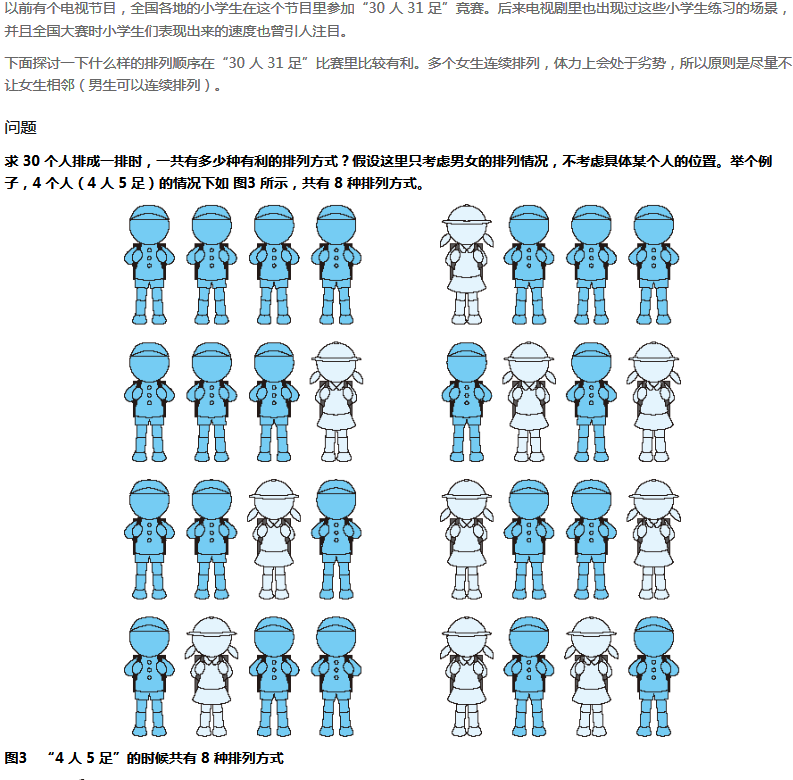 以前有个电视节目，全国各地的小学生在这个节目里参加“30 人 31 足”竞赛。后来电视剧里也出现过这些小学生练习的场景，
并且全国大赛时小学生们表现出来的速度也曾引人注目。
下面探讨一下什么样的排列顺序在“30 人 31 足”比赛里比较有利。多个女生连续排列，体力上会处于劣势，所以原则是尽量不
让女生相邻（男生可以连续排列）。
问题
求 30 个人排成一排时，一共有多少种有利的排列方式？假设这里只考虑男女的排列情况，不考虑具体某个人的位置。举个例
子，4 个人（4 人 5 足）的情况下如 图3 所示，共有 8 种排列方式。
图3 “4 人 5 足”的时候共有 8 种排列方式